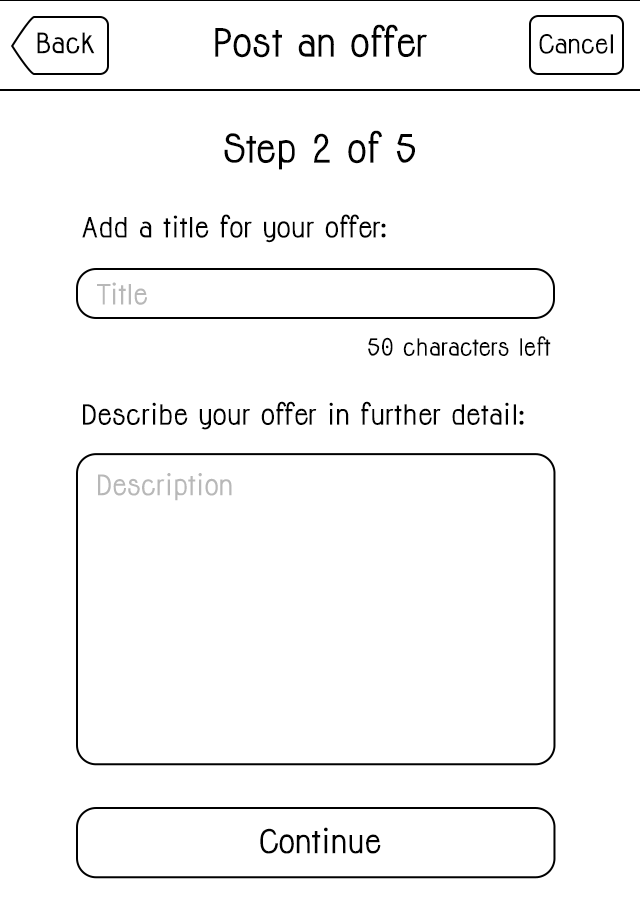 Back
Post an offer
Cancel
Step 2 of 5
Add a title for your offer:
Title
50 characters left
Describe your offer in further detail:
Description
Continue